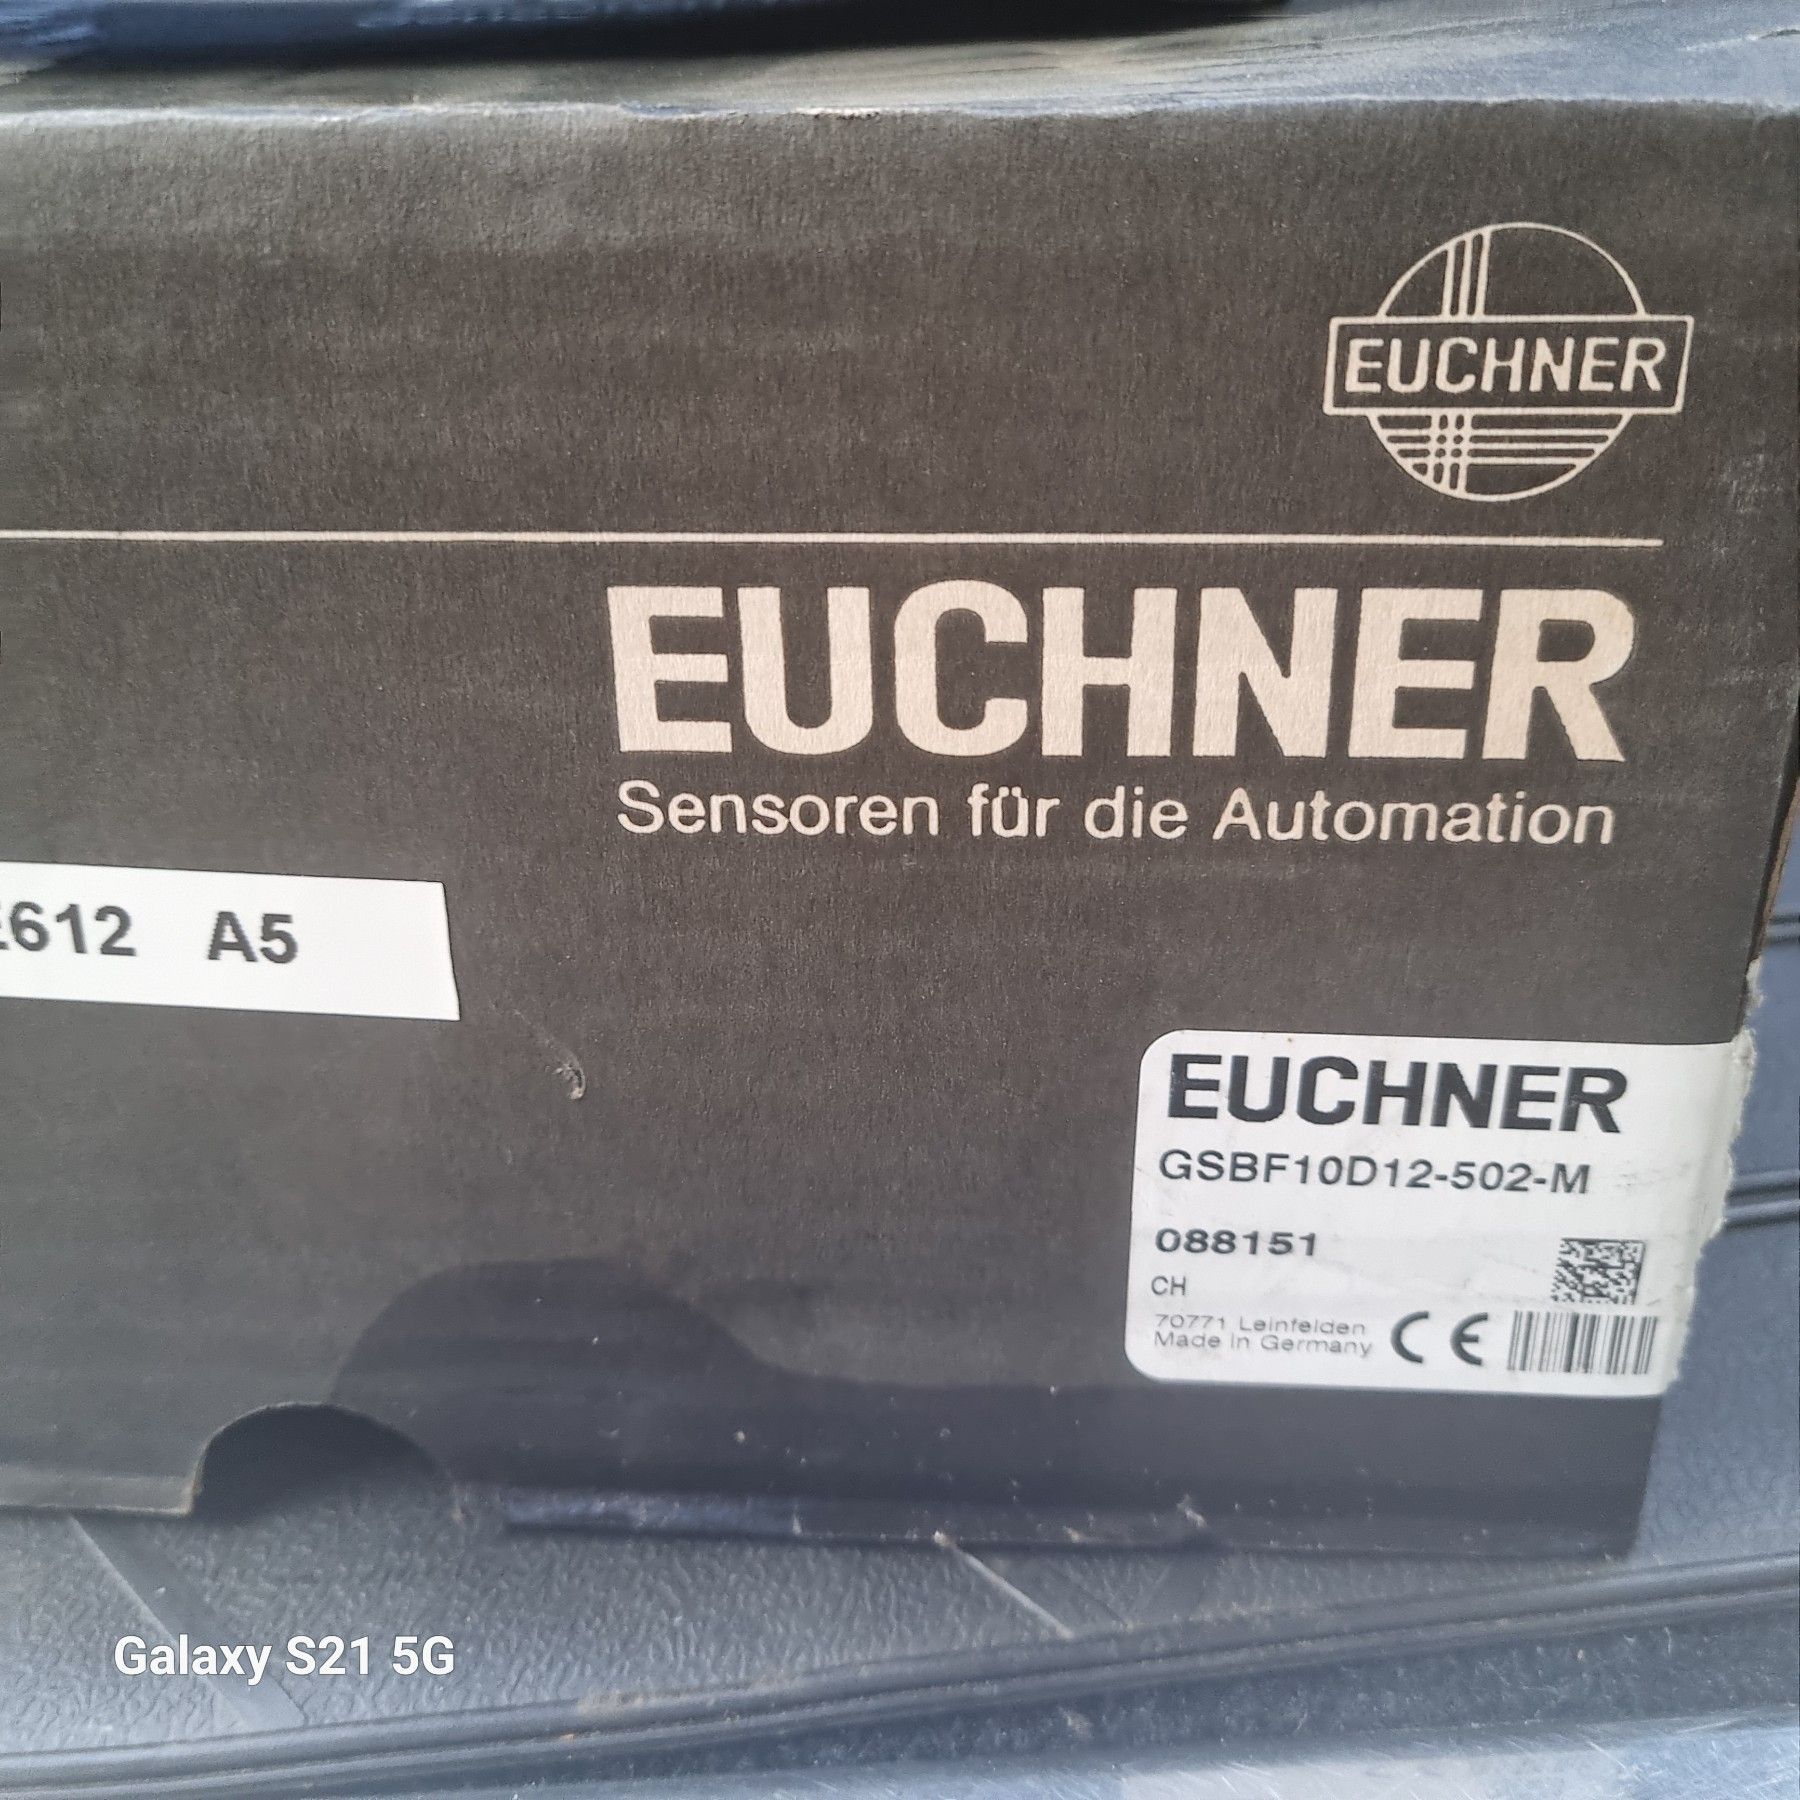 EUCHNER
EUCHNER
Sensoren für die Automation
E612 A5
EUCHNER
GSBF10D12-502-M
088151
CH
70771 Leinfelden
Made in Germany
CE
Galaxy S21 5G